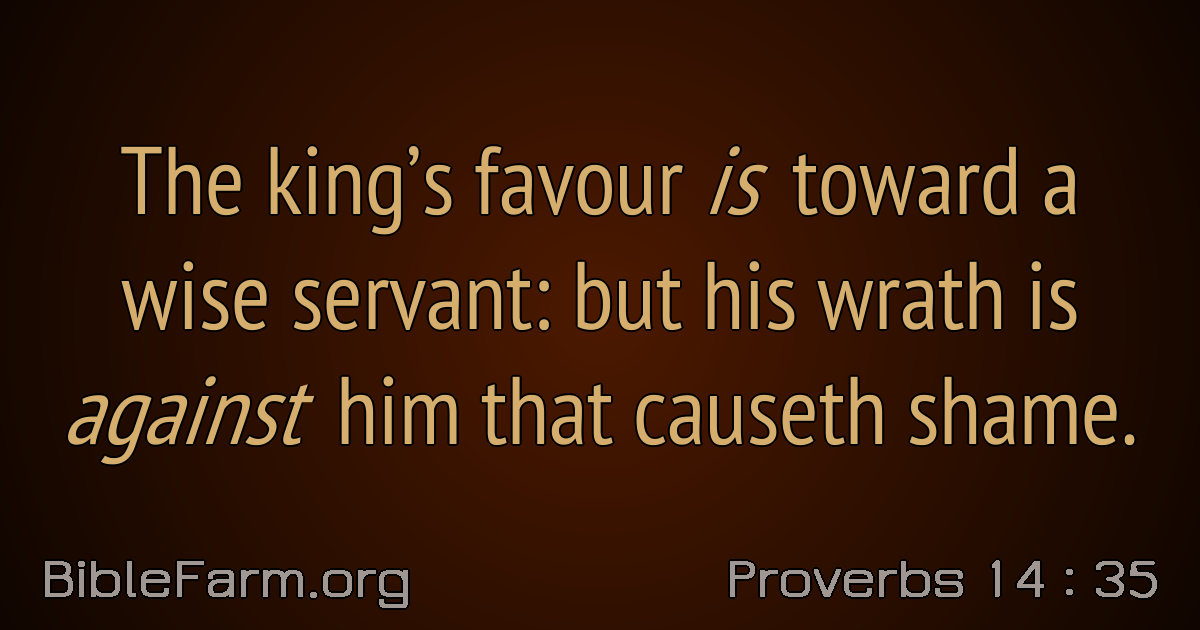 The king’s favour is toward a
wise servant: but his wrath is
against him that causeth shame.
BibleFarm.org
Proverbs 14 : 35